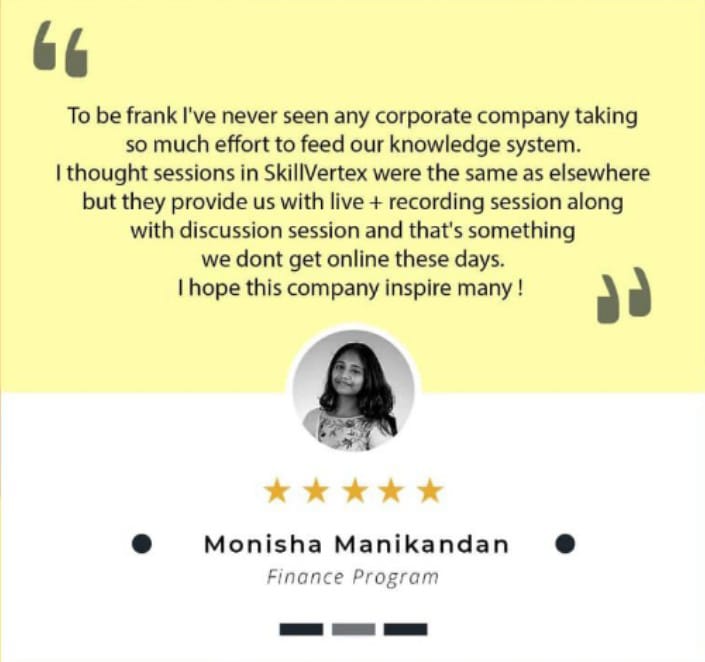 To be frank I've never seen any corporate company taking
so much effort to feed our knowledge system.
I thought sessions in SkillVertex were the same as elsewhere
but they provide us with live + recording session along
with discussion session and that's something
we dont get online these days.
I hope this company inspire many !
Monisha Manikandan
Finance Program